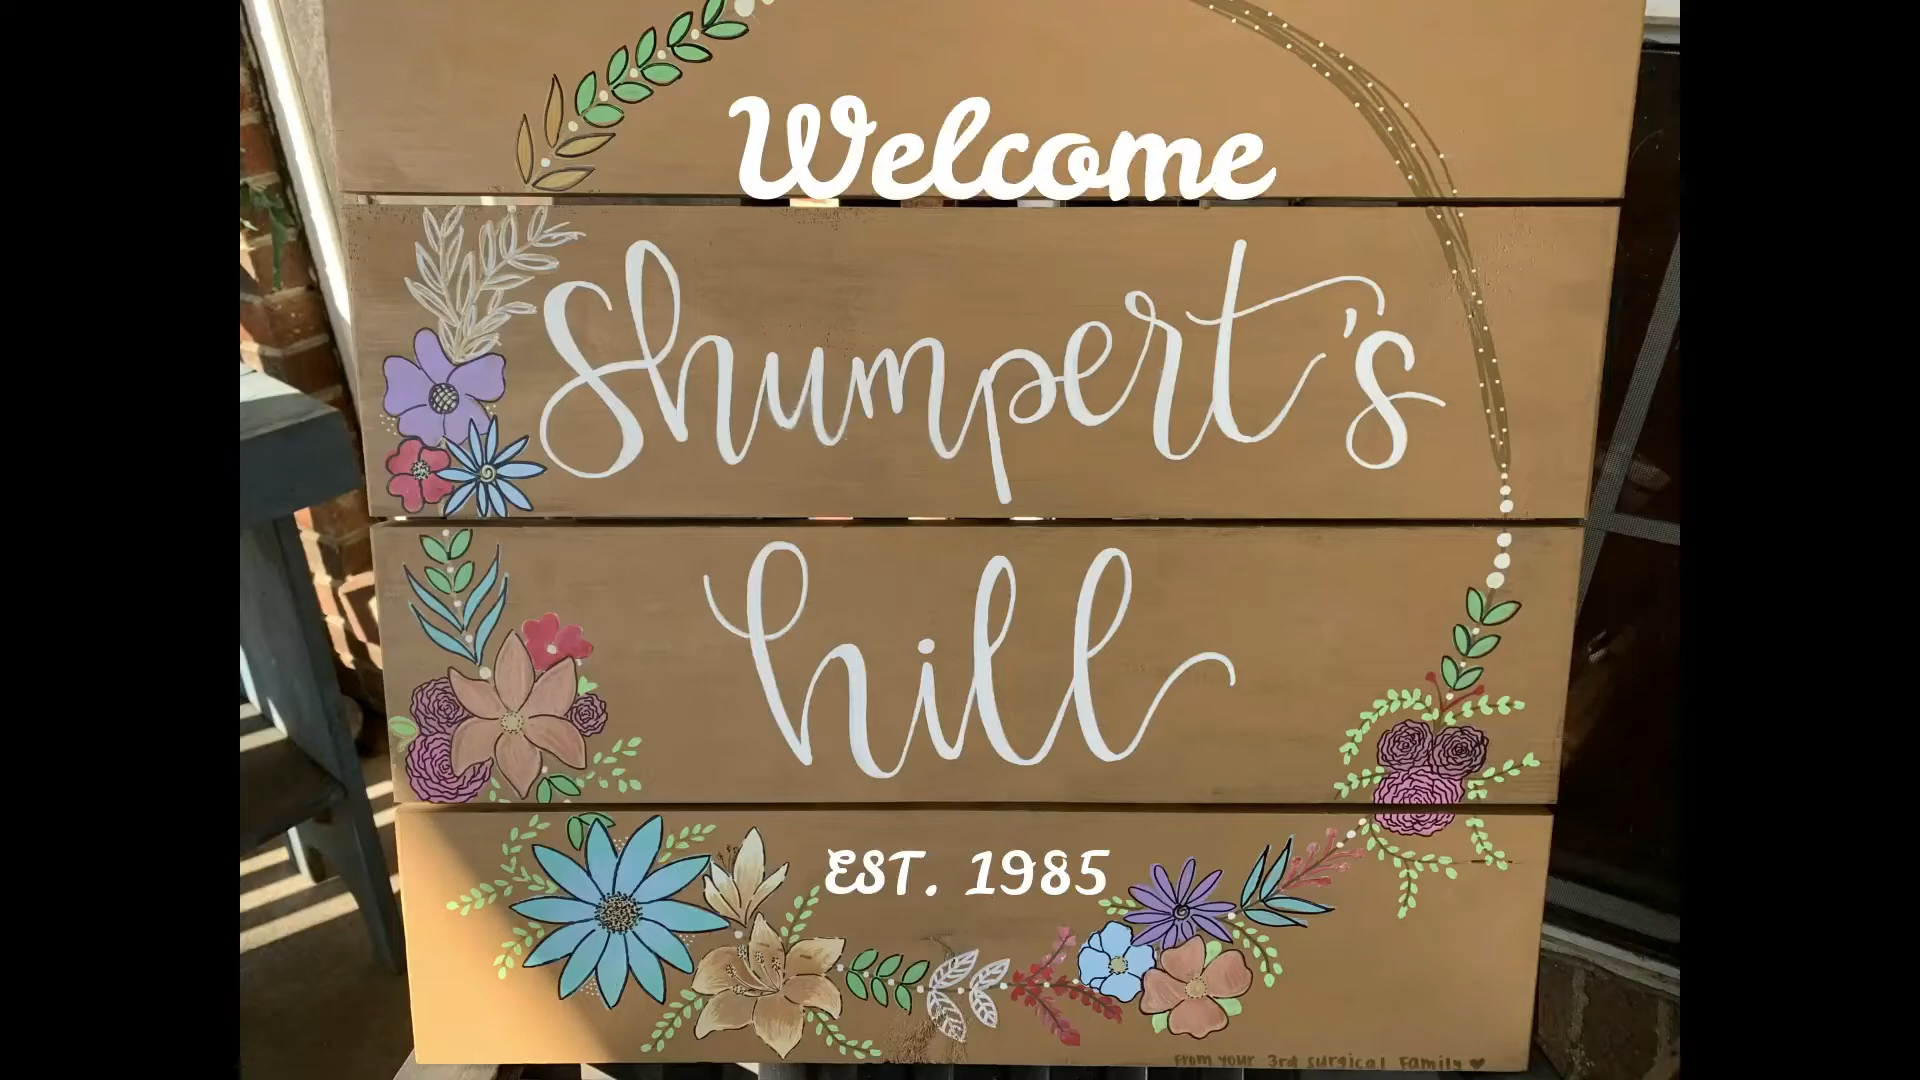 Welcome
Shumpert's
hill
EST. 1985
From your 3rd surgical Family ♥